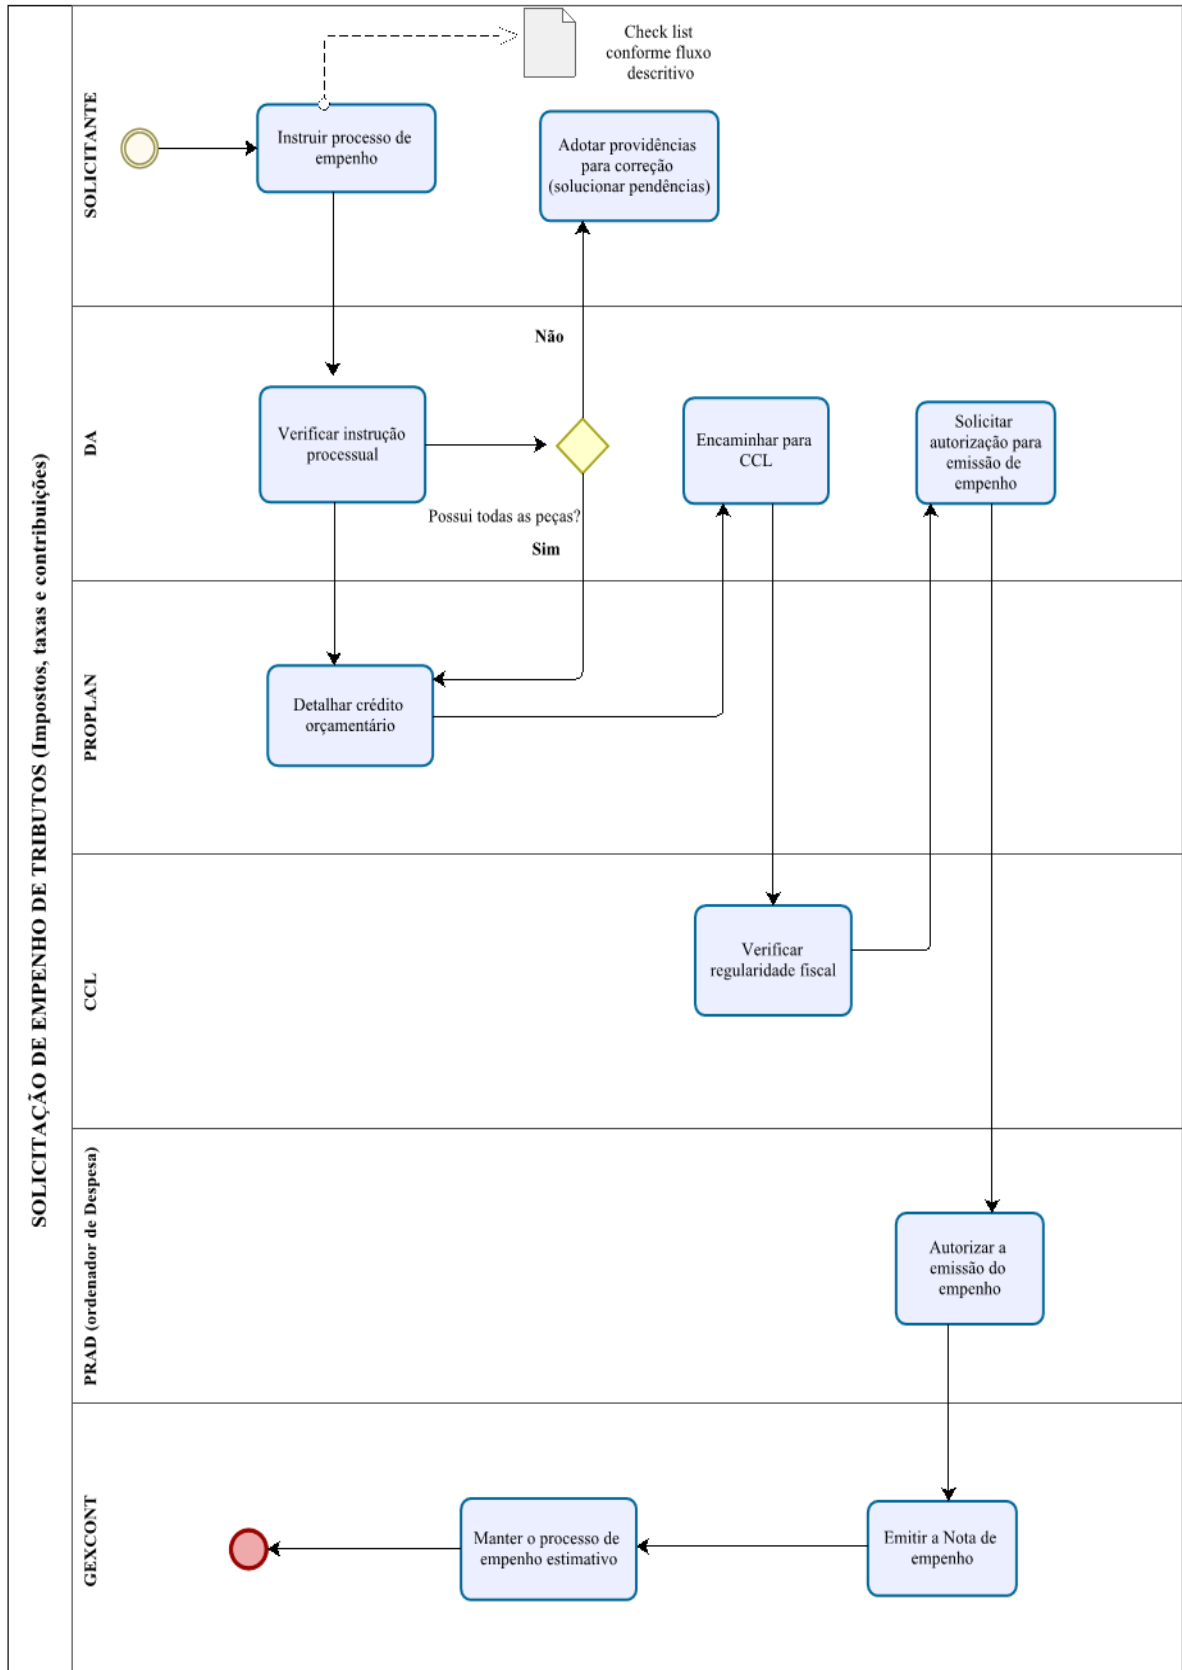 SOLICITAÇÃO DE EMPENHO DE TRIBUTOS (Impostos, taxas e contribuições)
SOLICITANTE
Check list
conforme fluxo
descritivo
Instruir processo de
empenho
Adotar providências
para correção
(solucionar pendências)
DA
Não
Verificar instrução
processual
Encaminhar para
CCL
Solicitar
autorização para
emissão de
empenho
Possui todas as peças?
Sim
PROPLAN
Detalhar crédito
orçamentário
CCL
Verificar
regularidade fiscal
PRAD (ordenador de Despesa)
Autorizar a
emissão do
empenho
GEXCONT
Manter o processo de
empenho estimativo
Emitir a Nota de
empenho